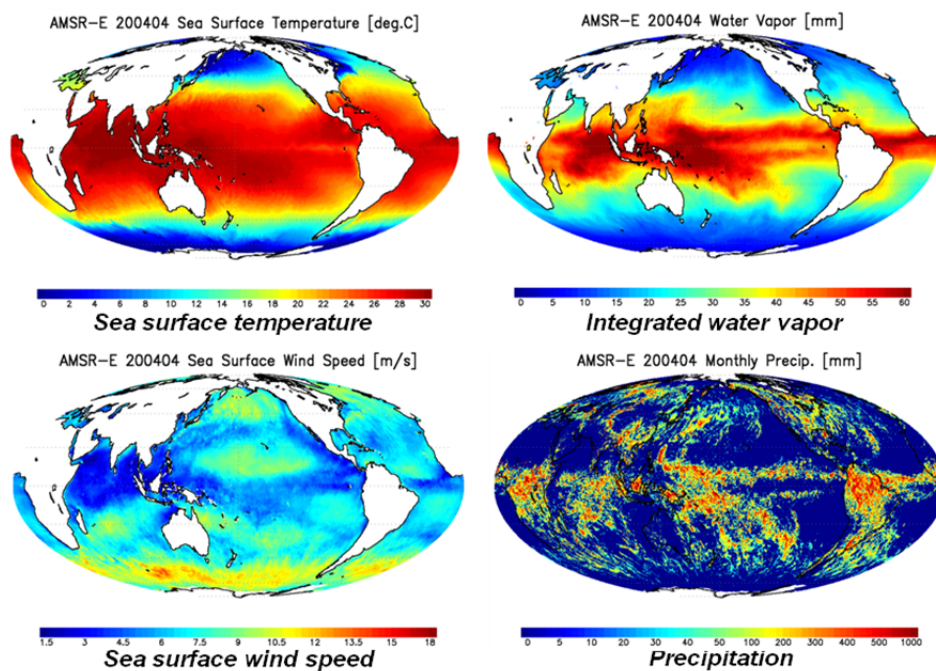 AMSR-E 200404 Sea Surface Temperature [deg.C]
0 2 4 6 8 10 12 14 16 18 20 22 24 26 28 30
Sea surface temperature
AMSR-E 200404 Water Vapor [mm]
0 5 10 15 20 25 30 35 40 45 50 55 60
Integrated water vapor
AMSR-E 200404 Sea Surface Wind Speed [m/s]
1.5 3 4.5 6 7.5 9 10.5 12 13.5 15 16.5 18
Sea surface wind speed
AMSR-E 200404 Monthly Precip. [mm]
0 5 10 20 30 40 50 100 200 300 400 500 1000
Precipitation